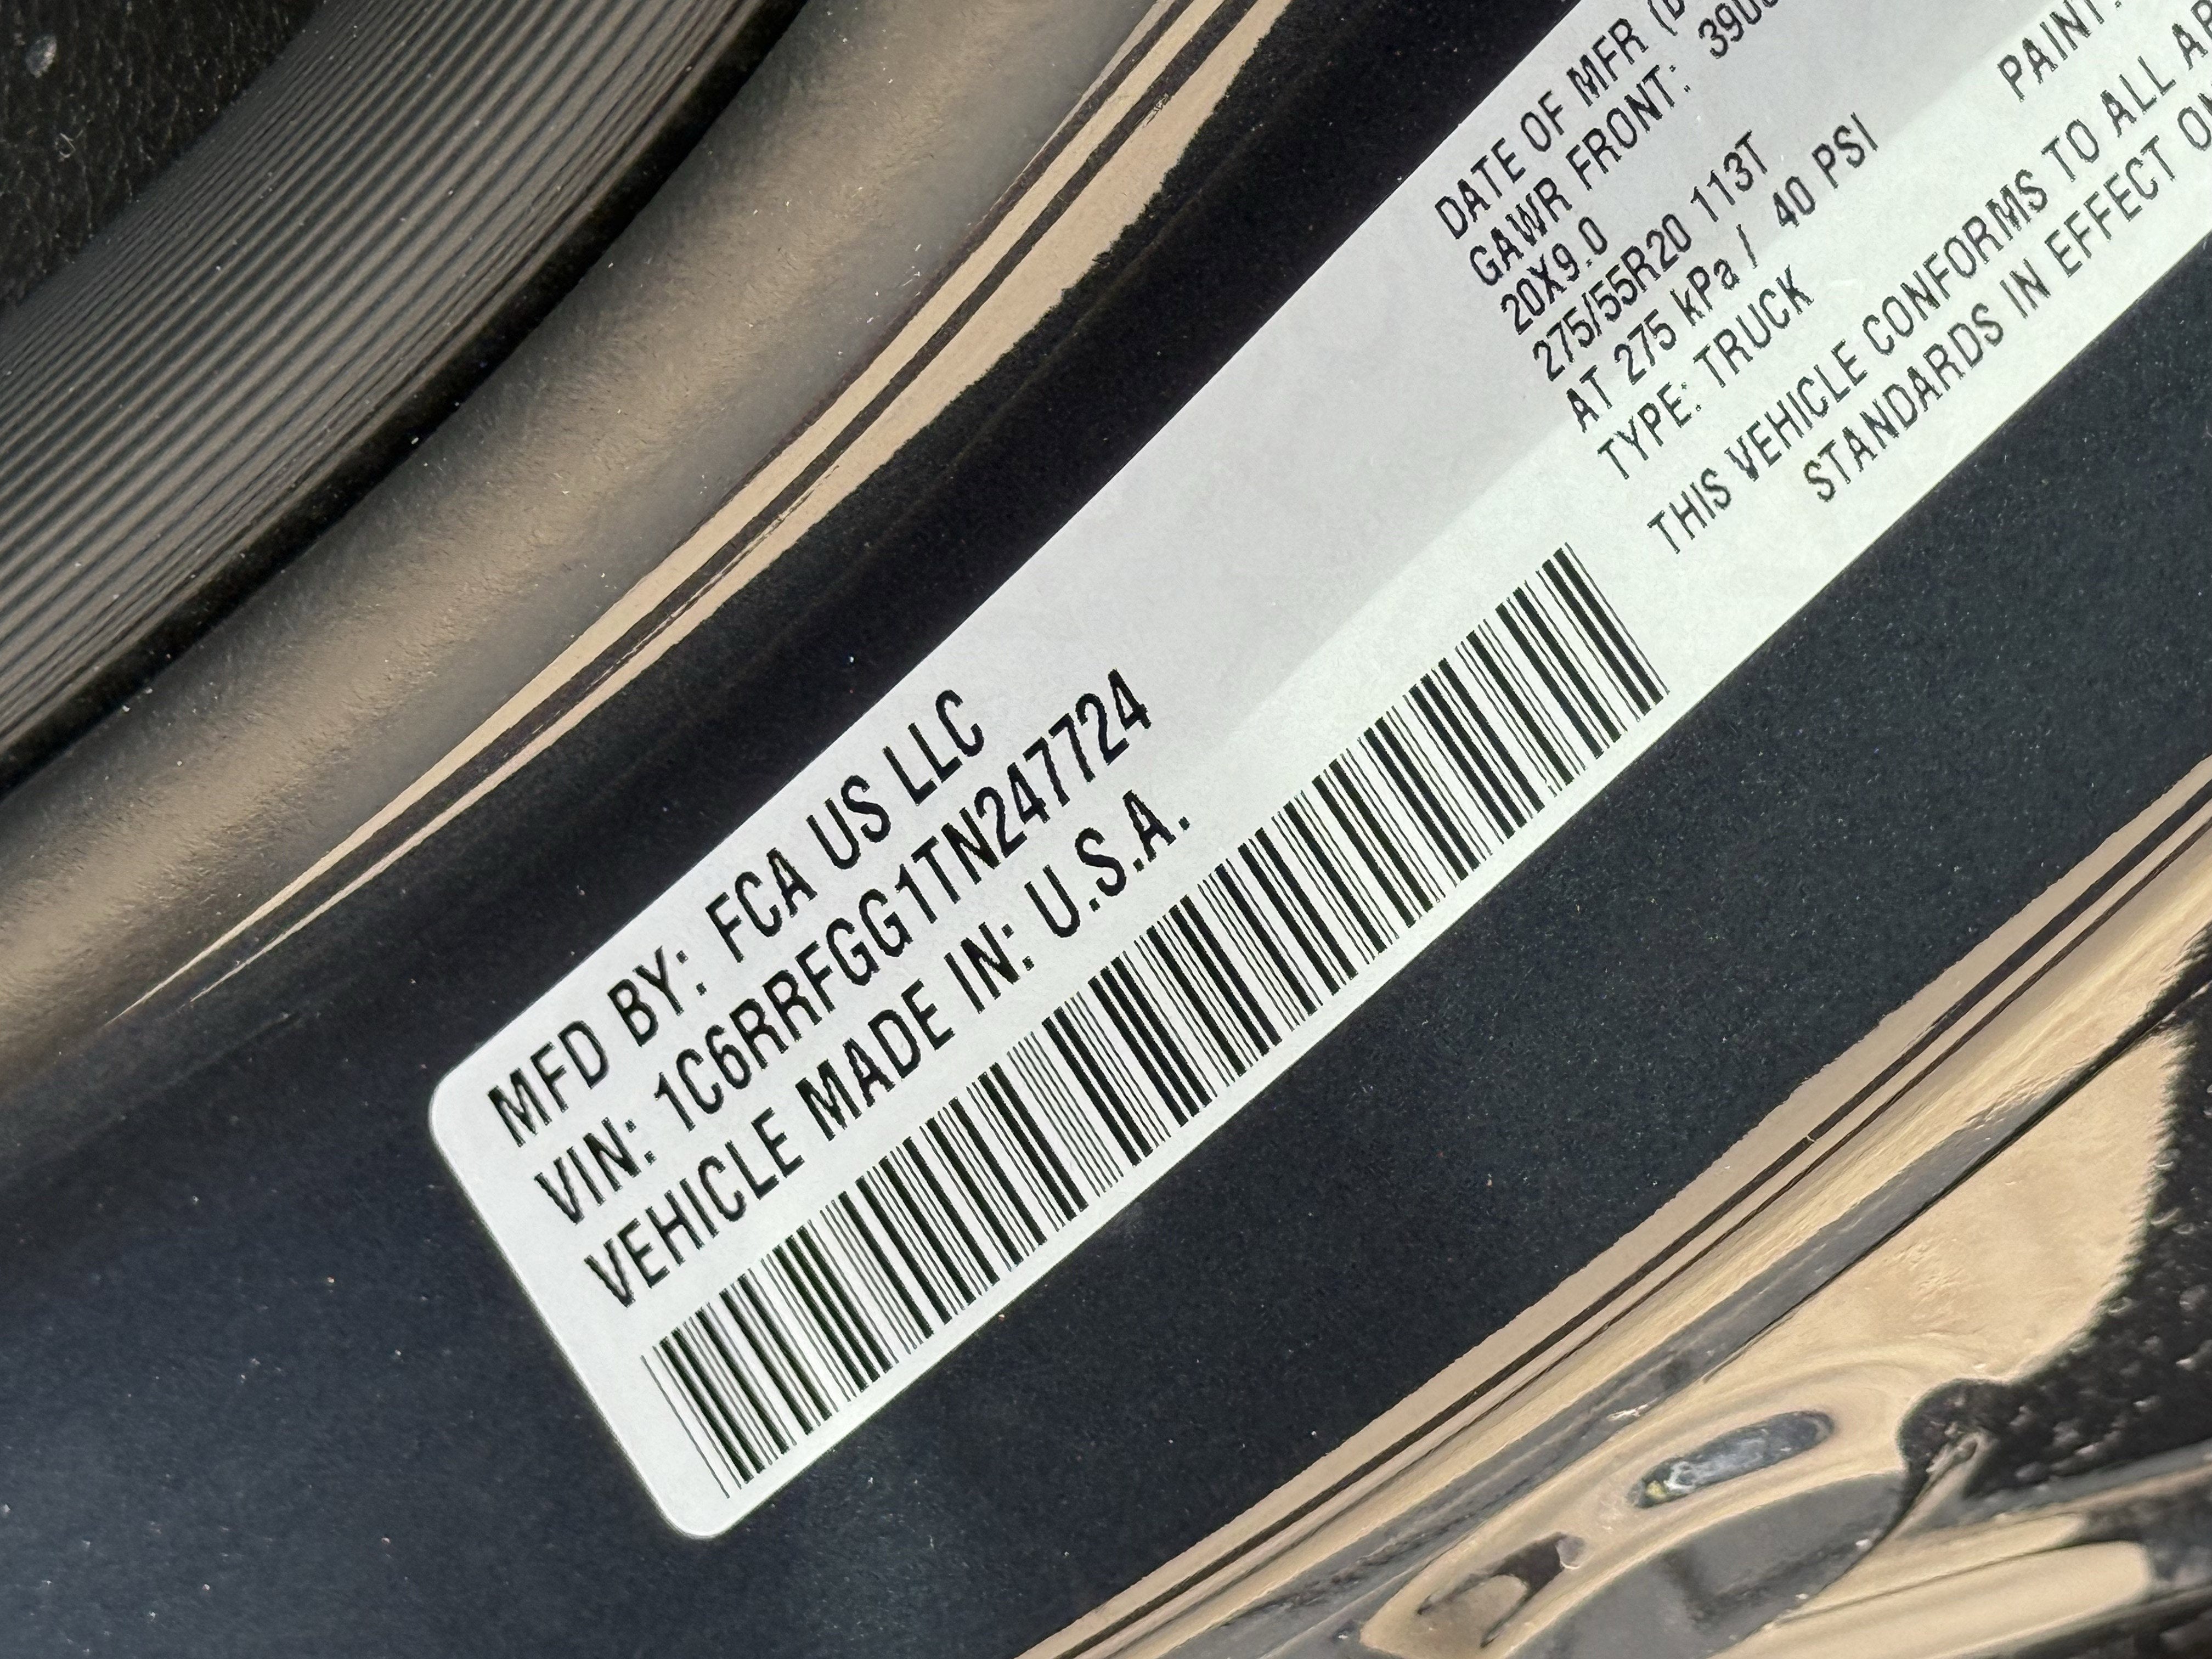 MFD BY: FCA US LLC
VIN: 1C6RRFGG1TN247724
VEHICLE MADE IN: U.S.A.
DATE OF MFR
GAWR FRONT:
20X9.0
275/55R20 113T
AT 275 kPa / 40 PSI
TYPE: TRUCK
PAINT:
THIS VEHICLE CONFORMS TO ALL
STANDARDS IN EFFECT